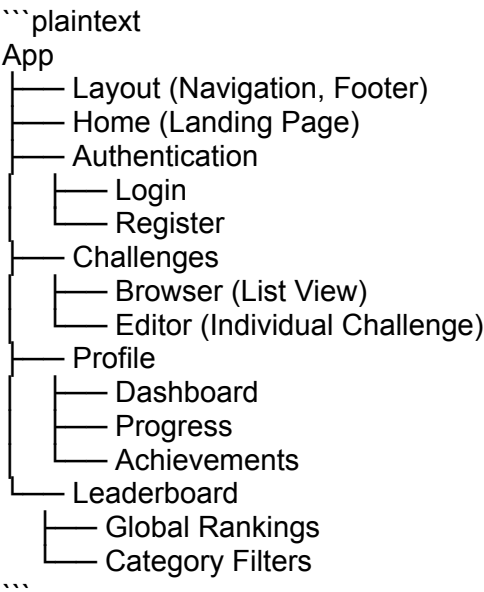 ```plaintext
App
├── Layout (Navigation, Footer)
├── Home (Landing Page)
├── Authentication
│   ├── Login
│   └── Register
├── Challenges
│   ├── Browser (List View)
│   └── Editor (Individual Challenge)
├── Profile
│   ├── Dashboard
│   ├── Progress
│   └── Achievements
└── Leaderboard
    ├── Global Rankings
    └── Category Filters
```